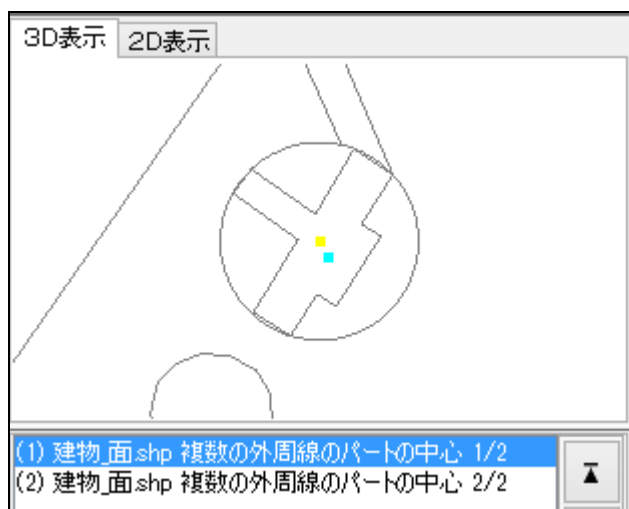 3D表示 2D表示
(1) 建物_面.shp 複数の外周線のパートの中心 1/2
(2) 建物_面.shp 複数の外周線のパートの中心 2/2